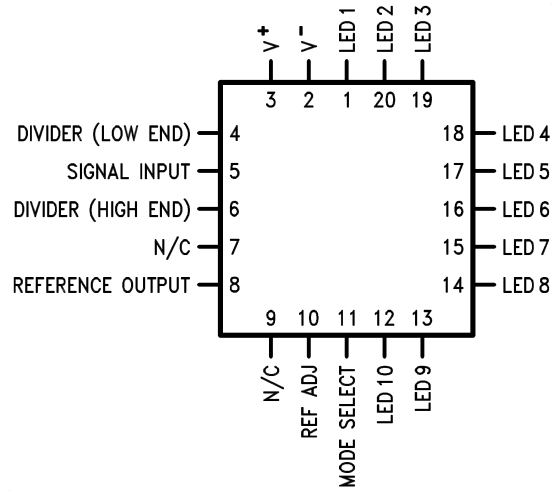 V+ V- LED 1 LED 2 LED 3
3 2 1 20 19
DIVIDER (LOW END) 4 18 LED 4
SIGNAL INPUT 5 17 LED 5
DIVIDER (HIGH END) 6 16 LED 6
N/C 7 15 LED 7
REFERENCE OUTPUT 8 14 LED 8
9 10 11 12 13
N/C REF ADJ MODE SELECT LED 10 LED 9